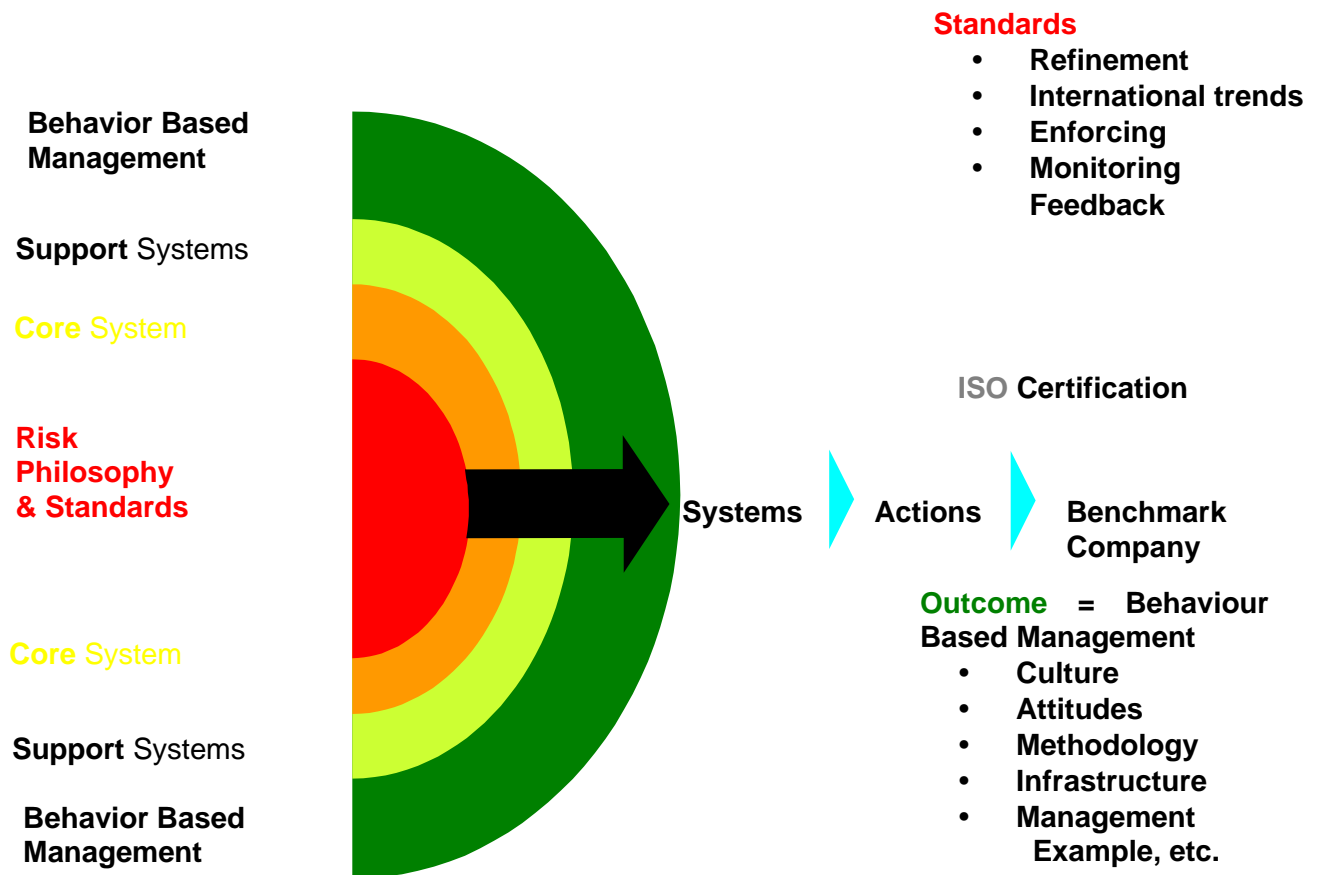 Behavior Based
Management
Support Systems
Core System
Risk
Philosophy
& Standards
Core System
Support Systems
Behavior Based
Management
Standards
• Refinement
• International trends
• Enforcing
• Monitoring
Feedback
ISO Certification
Systems
Actions
Benchmark
Company
Outcome = Behaviour
Based Management
• Culture
• Attitudes
• Methodology
• Infrastructure
• Management
Example, etc.